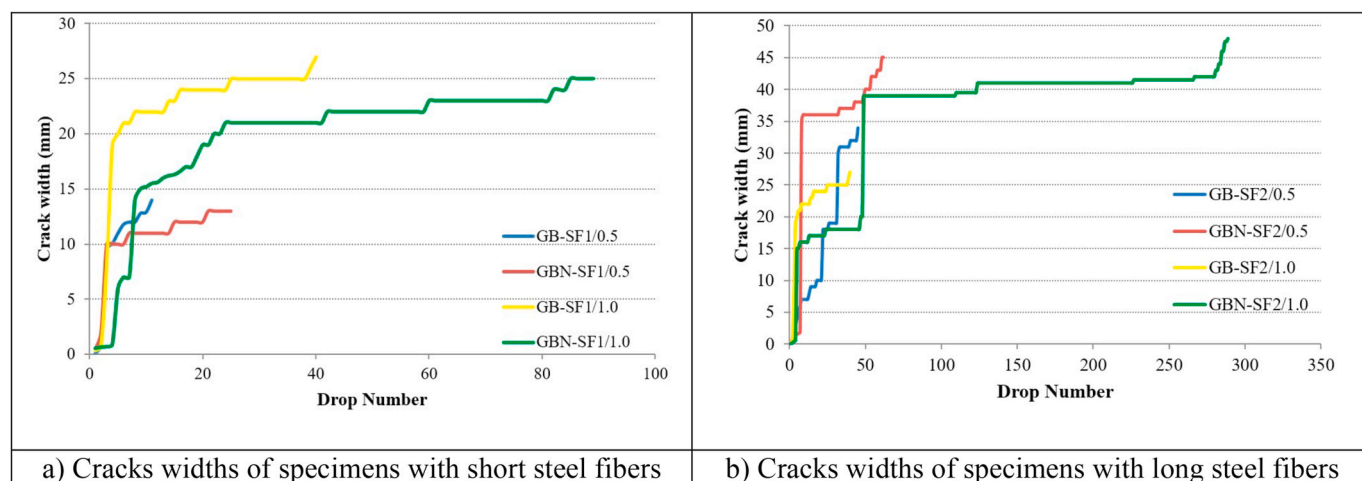 30
25
20
15
10
5
0
Crack width (mm)
0 20 40 60 80 100
Drop Number
GB-SF1/0.5
GBN-SF1/0.5
GB-SF1/1.0
GBN-SF1/1.0
a) Cracks widths of specimens with short steel fibers
50
45
40
35
30
25
20
15
10
5
0
Crack width (mm)
0 50 100 150 200 250 300 350
Drop Number
GB-SF2/0.5
GBN-SF2/0.5
GB-SF2/1.0
GBN-SF2/1.0
b) Cracks widths of specimens with long steel fibers